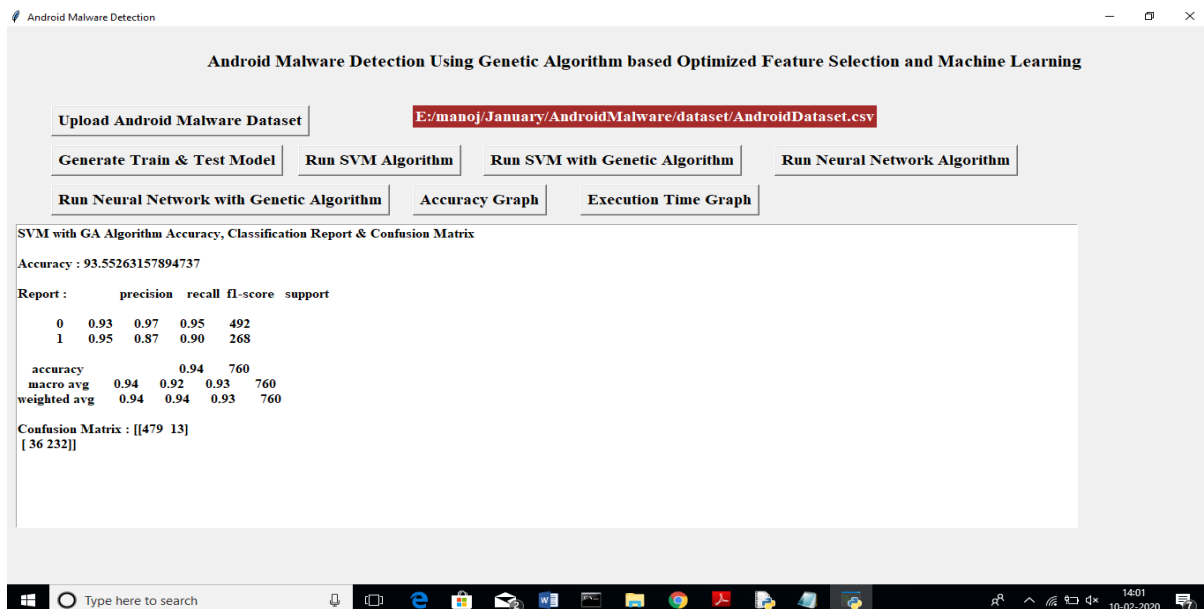 Android Malware Detection
Android Malware Detection Using Genetic Algorithm based Optimized Feature Selection and Machine Learning
Upload Android Malware Dataset
E:/manoj/January/AndroidMalware/dataset/AndroidDataset.csv
Generate Train & Test Model
Run SVM Algorithm
Run SVM with Genetic Algorithm
Run Neural Network Algorithm
Run Neural Network with Genetic Algorithm
Accuracy Graph
Execution Time Graph
SVM with GA Algorithm Accuracy, Classification Report & Confusion Matrix
Accuracy : 93.55263157894737
Report : precision recall f1-score support
0 0.93 0.97 0.95 492
1 0.95 0.87 0.90 268
accuracy 0.94 760
macro avg 0.94 0.92 0.93 760
weighted avg 0.94 0.94 0.93 760
Confusion Matrix : [[479 13]
[ 36 232]]
Type here to search
14:01
10-02-2020